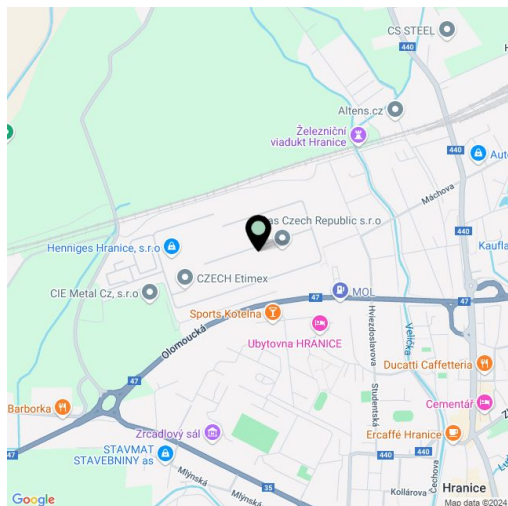 CS STEEL
440
H
440
Altens.cz
Železniční
viadukt Hranice
440
Aut
Máchova
as Czech Republic s.r.o
Kaufla
Henniges Hranice, s.r.o
CZECH Etimex
CIE Metal Cz, s.r.o
MOL
47
47
Sports Kotelna
Ubytovna HRANICE
Olomoucká
Hviezdoslavova
Velička
Ducatti Caffetteria
47
Studentská
Barborka
Cementář
Zrcadlový sál
Ercaffé Hranice
47
STAVMAT
STAVEBNINY as
Mlýnská
35
Mlýnská
Čechova
Kollárova
Hranice
Google
Map data ©2024